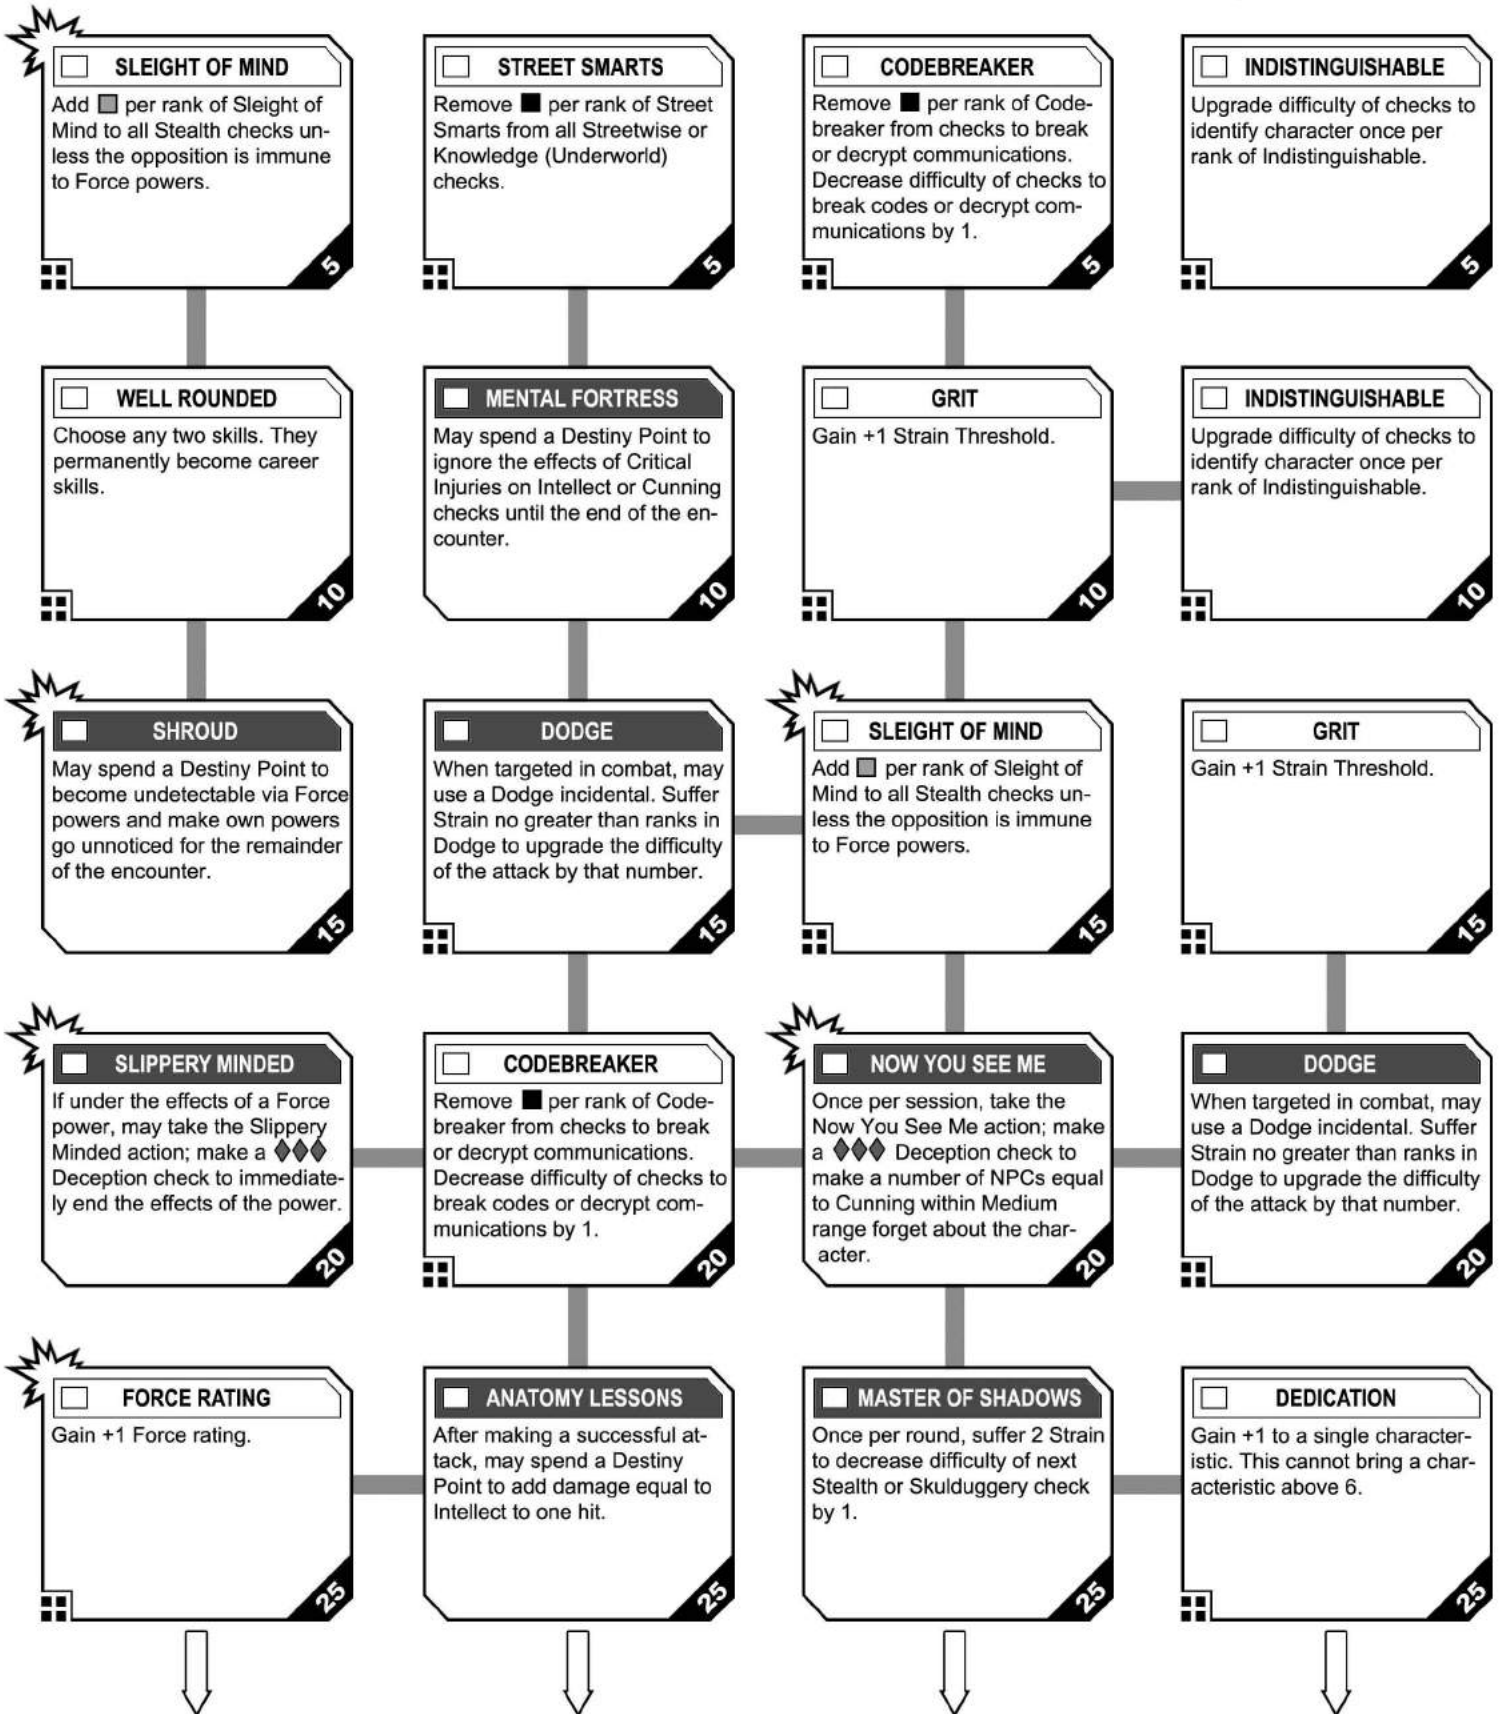 SLEIGHT OF MIND
Add per rank of Sleight of
Mind to all Stealth checks un-
less the opposition is immune
to Force powers.
5
STREET SMARTS
Remove per rank of Street
Smarts from all Streetwise or
Knowledge (Underworld)
checks.
5
CODEBREAKER
Remove per rank of Code-
breaker from checks to break
or decrypt communications.
Decrease difficulty of checks to
break codes or decrypt com-
munications by 1.
5
INDISTINGUISHABLE
Upgrade difficulty of checks to
identify character once per
rank of Indistinguishable.
5
WELL ROUNDED
Choose any two skills. They
permanently become career
skills.
10
MENTAL FORTRESS
May spend a Destiny Point to
ignore the effects of Critical
Injuries on Intellect or Cunning
checks until the end of the en-
counter.
10
GRIT
Gain +1 Strain Threshold.
10
INDISTINGUISHABLE
Upgrade difficulty of checks to
identify character once per
rank of Indistinguishable.
10
SHROUD
May spend a Destiny Point to
become undetectable via Force
powers and make own powers
go unnoticed for the remainder
of the encounter.
15
DODGE
When targeted in combat, may
use a Dodge incidental. Suffer
Strain no greater than ranks in
Dodge to upgrade the difficulty
of the attack by that number.
15
SLEIGHT OF MIND
Add per rank of Sleight of
Mind to all Stealth checks un-
less the opposition is immune
to Force powers.
15
GRIT
Gain +1 Strain Threshold.
15
SLIPPERY MINDED
If under the effects of a Force
power, may take the Slippery
Minded action; make a ♦♦♦
Deception check to immediate-
ly end the effects of the power.
20
CODEBREAKER
Remove per rank of Code-
breaker from checks to break
or decrypt communications.
Decrease difficulty of checks to
break codes or decrypt com-
munications by 1.
20
NOW YOU SEE ME
Once per session, take the
Now You See Me action; make
a ♦♦♦ Deception check to
make a number of NPCs equal
to Cunning within Medium
range forget about the char-
acter.
20
DODGE
When targeted in combat, may
use a Dodge incidental. Suffer
Strain no greater than ranks in
Dodge to upgrade the difficulty
of the attack by that number.
20
FORCE RATING
Gain +1 Force rating.
25
ANATOMY LESSONS
After making a successful at-
tack, may spend a Destiny
Point to add damage equal to
Intellect to one hit.
25
MASTER OF SHADOWS
Once per round, suffer 2 Strain
to decrease difficulty of next
Stealth or Skulduggery check
by 1.
25
DEDICATION
Gain +1 to a single character-
istic. This cannot bring a char-
acteristic above 6.
25